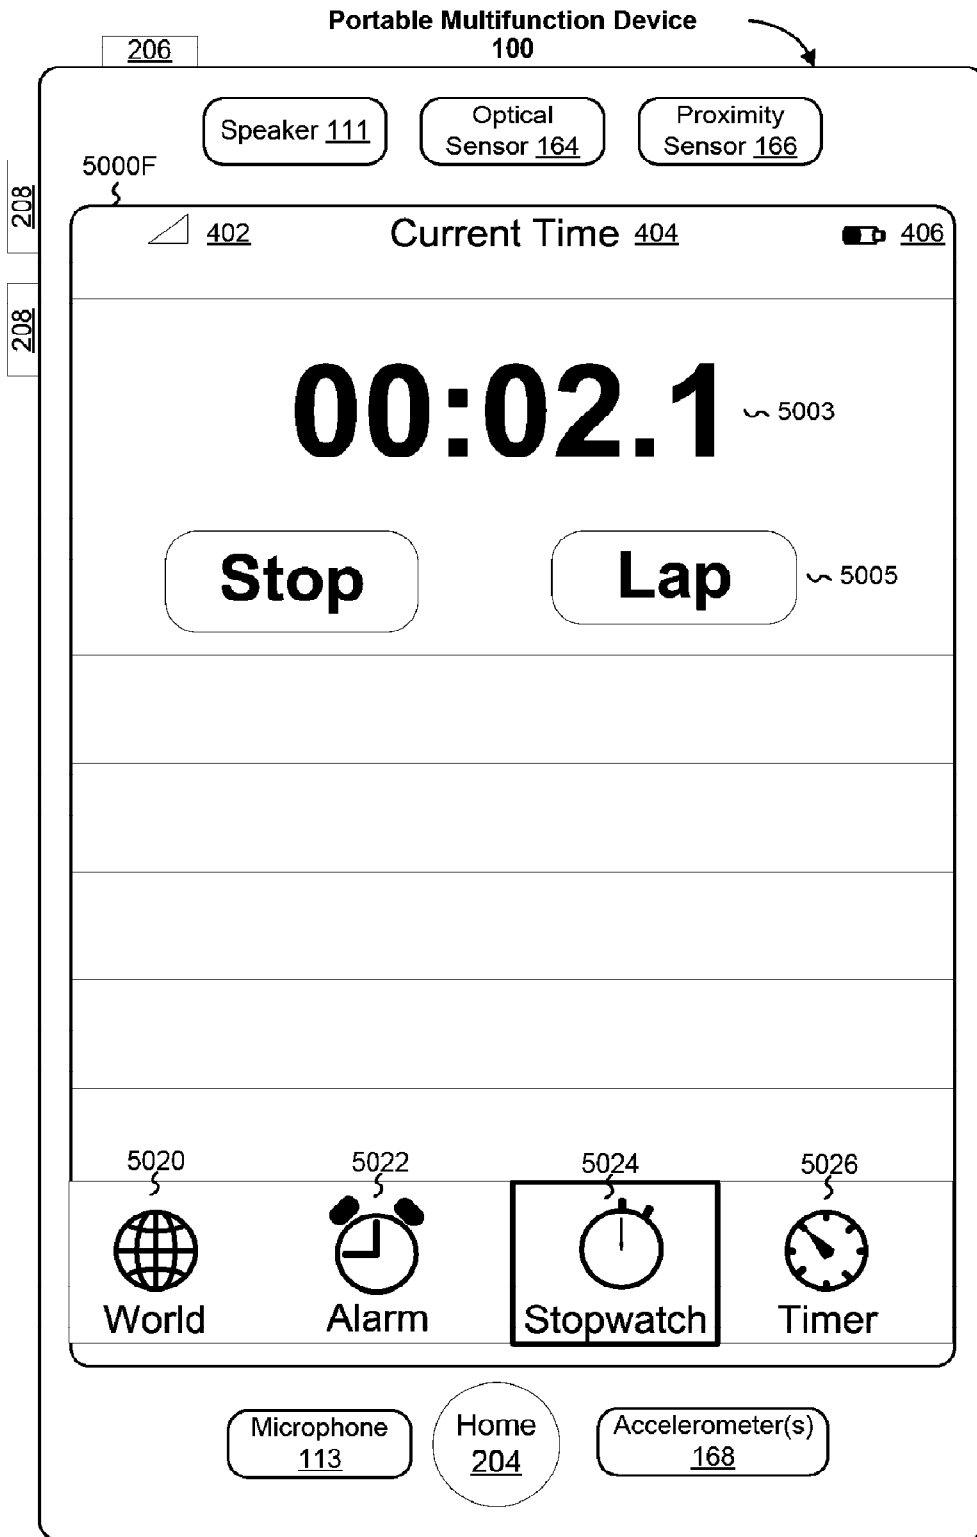 Portable Multifunction Device
100
206
Speaker 111
Optical
Sensor 164
Proximity
Sensor 166
5000F
208
402
Current Time 404
406
208
00:02.1
5003
Stop
Lap
5005
5020
5022
5024
5026
World
Alarm
Stopwatch
Timer
Microphone
113
Home
204
Accelerometer(s)
168